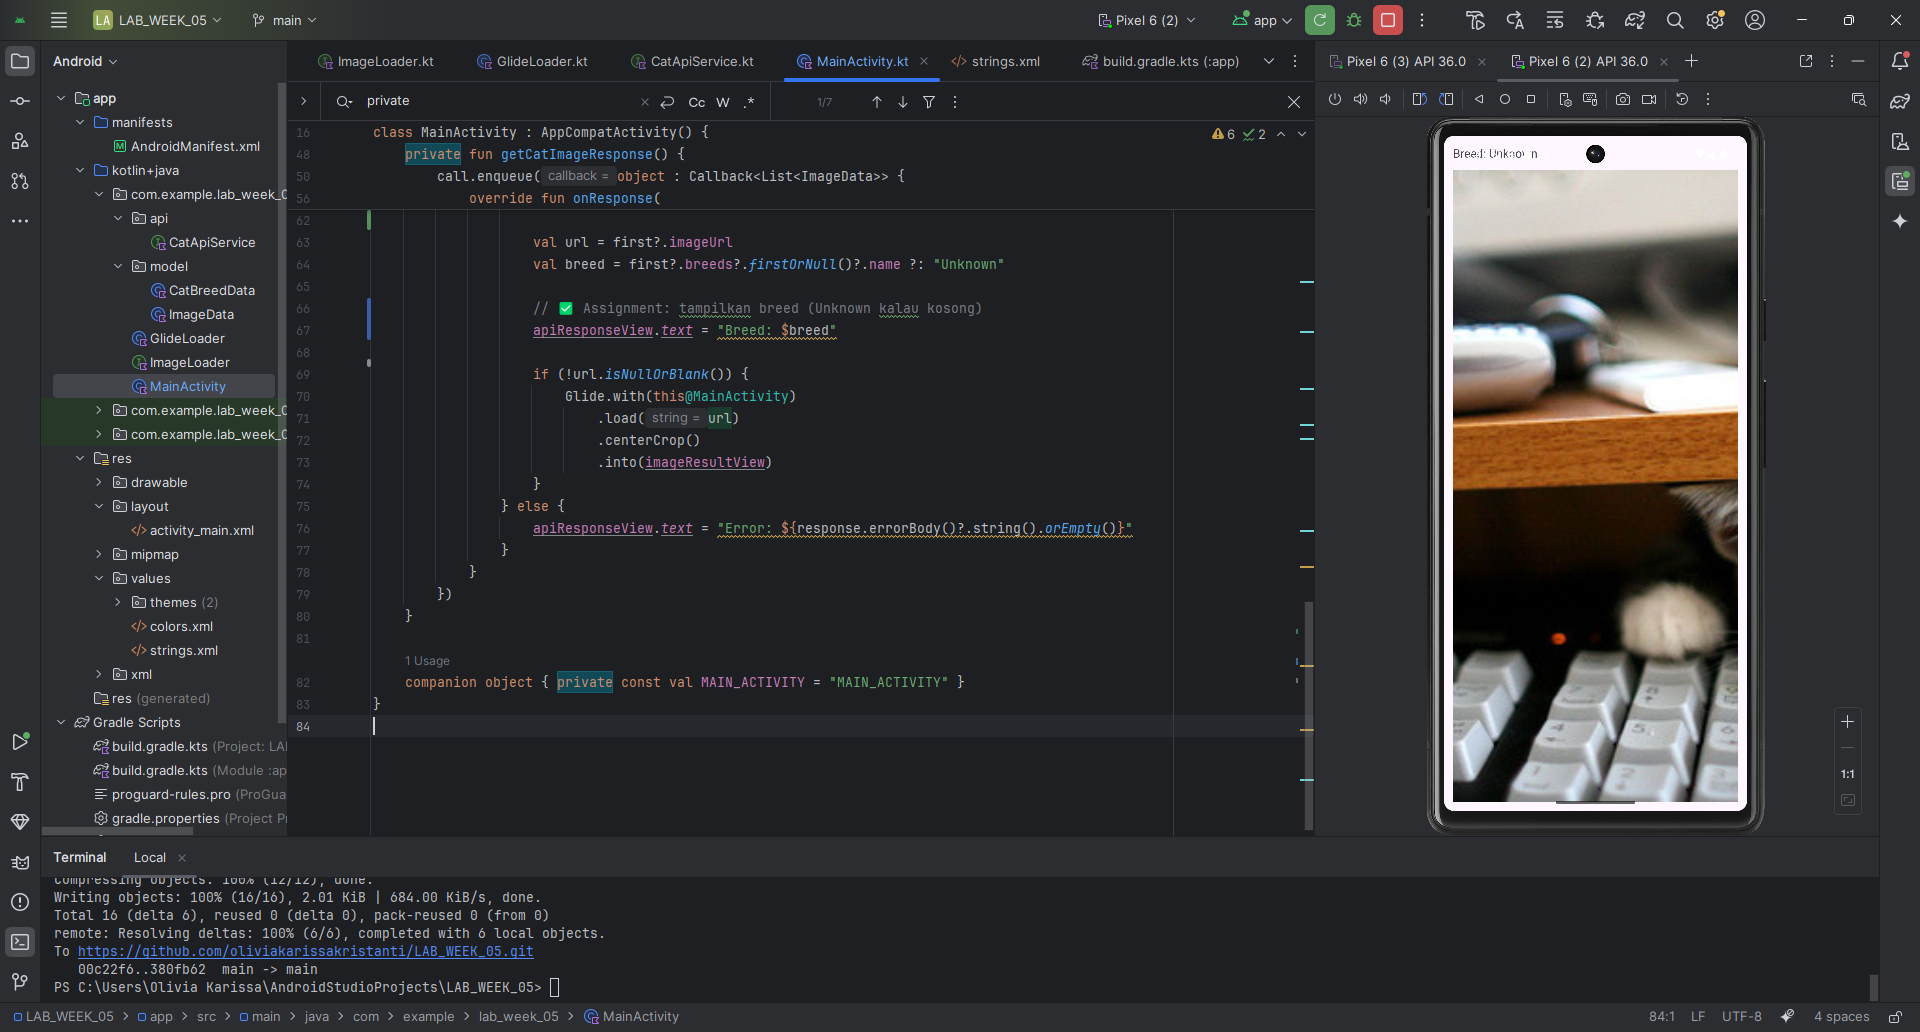 LA LAB_WEEK_05 main Pixel 6 (2) app
Android
ImageLoader.kt GlideLoader.kt CatApiService.kt MainActivity.kt strings.xml build.gradle.kts (:app)
Pixel 6 (3) API 36.0 Pixel 6 (2) API 36.0
private Cc W .* 1/7
app
manifests
AndroidManifest.xml
kotlin+java
com.example.lab_week_0
api
CatApiService
model
CatBreedData
ImageData
GlideLoader
ImageLoader
MainActivity
com.example.lab_week_0
com.example.lab_week_0
res
drawable
layout
activity_main.xml
mipmap
values
themes (2)
colors.xml
strings.xml
xml
res (generated)
Gradle Scripts
build.gradle.kts (Project: LA
build.gradle.kts (Module :ap
proguard-rules.pro (ProGua
gradle.properties (Project Pr
6 2
16 class MainActivity : AppCompatActivity() {
48 private fun getCatImageResponse() {
50 call.enqueue( callback = object : Callback<List<ImageData>> {
56 override fun onResponse(
62
63 val url = first?.imageUrl
64 val breed = first?.breeds?.firstOrNull()?.name ?: "Unknown"
65
66 // ✅ Assignment: tampilkan breed (Unknown kalau kosong)
67 apiResponseView.text = "Breed: $breed"
68
69 if (!url.isNullOrBlank()) {
70 Glide.with(this@MainActivity)
71 .load( string = url)
72 .centerCrop()
73 .into(imageResultView)
74 }
75 } else {
76 apiResponseView.text = "Error: ${response.errorBody()?.string().orEmpty()}"
77 }
78 }
79 })
80 }
81
1 Usage
82 companion object { private const val MAIN_ACTIVITY = "MAIN_ACTIVITY" }
83 }
84
Breed: Unknown
1:1
Terminal Local
Compressing objects: 100% (12/12), done.
Writing objects: 100% (16/16), 2.01 KiB | 684.00 KiB/s, done.
Total 16 (delta 6), reused 0 (delta 0), pack-reused 0 (from 0)
remote: Resolving deltas: 100% (6/6), completed with 6 local objects.
To https://github.com/oliviakarissakristanti/LAB_WEEK_05.git
00c22f6..380fb62 main -> main
PS C:\Users\Olivia Karissa\AndroidStudioProjects\LAB_WEEK_05>
LAB_WEEK_05 > app > src > main > java > com > example > lab_week_05 > MainActivity
84:1 LF UTF-8 4 spaces